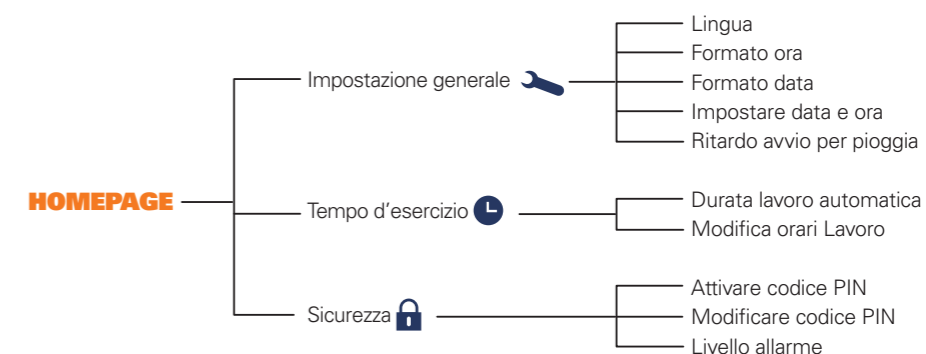 Lingua
Formato ora
Impostazione generale
Formato data
Impostare data e ora
Ritardo avvio per pioggia
HOMEPAGE
Tempo d'esercizio
Durata lavoro automatica
Modifica orari Lavoro
Sicurezza
Attivare codice PIN
Modificare codice PIN
Livello allarme